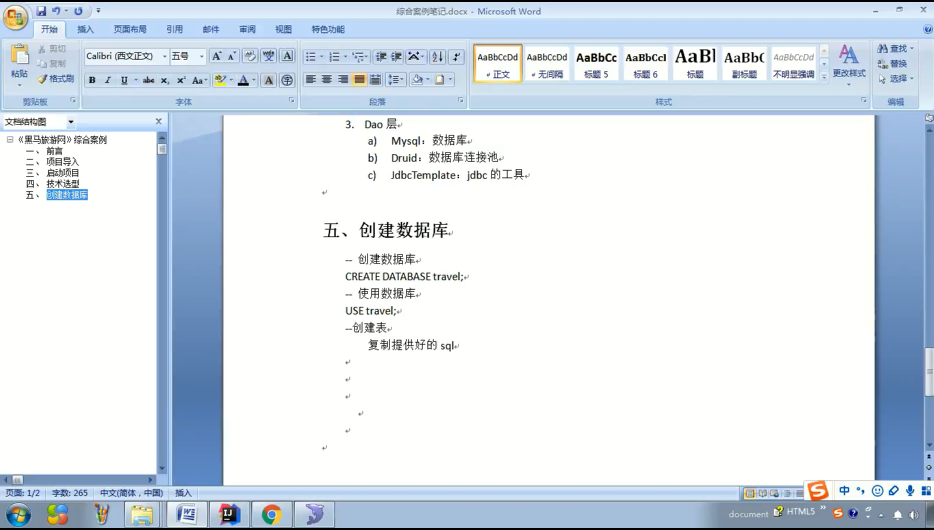 综合案例笔记.docx - Microsoft Word
开始 插入 页面布局 引用 邮件 审阅 视图 特色功能
剪切
复制
格式刷
粘贴
剪贴板
Calibri (西文正文) 五号
字体
段落
AaBbCcDd AaBbCcDd AaBbCc AaBbCcI AaBl AaBbC AaBbCcDd
正文 无间隔 标题 5 标题 6 标题 副标题 不明显强调
更改样式
样式
查找
替换
选择
编辑
文档结构图
《黑马旅游网》综合案例
一、 前言
二、 项目导入
三、 启动项目
四、 技术选型
五、 创建数据库
3. Dao 层
a) Mysql：数据库
b) Druid：数据库连接池
c) JdbcTemplate：jdbc 的工具
五、创建数据库
-- 创建数据库
CREATE DATABASE travel;
-- 使用数据库
USE travel;
--创建表
复制提供好的 sql
页面: 1/2 字数: 265 中文(简体，中国) 插入
中
document HTML5